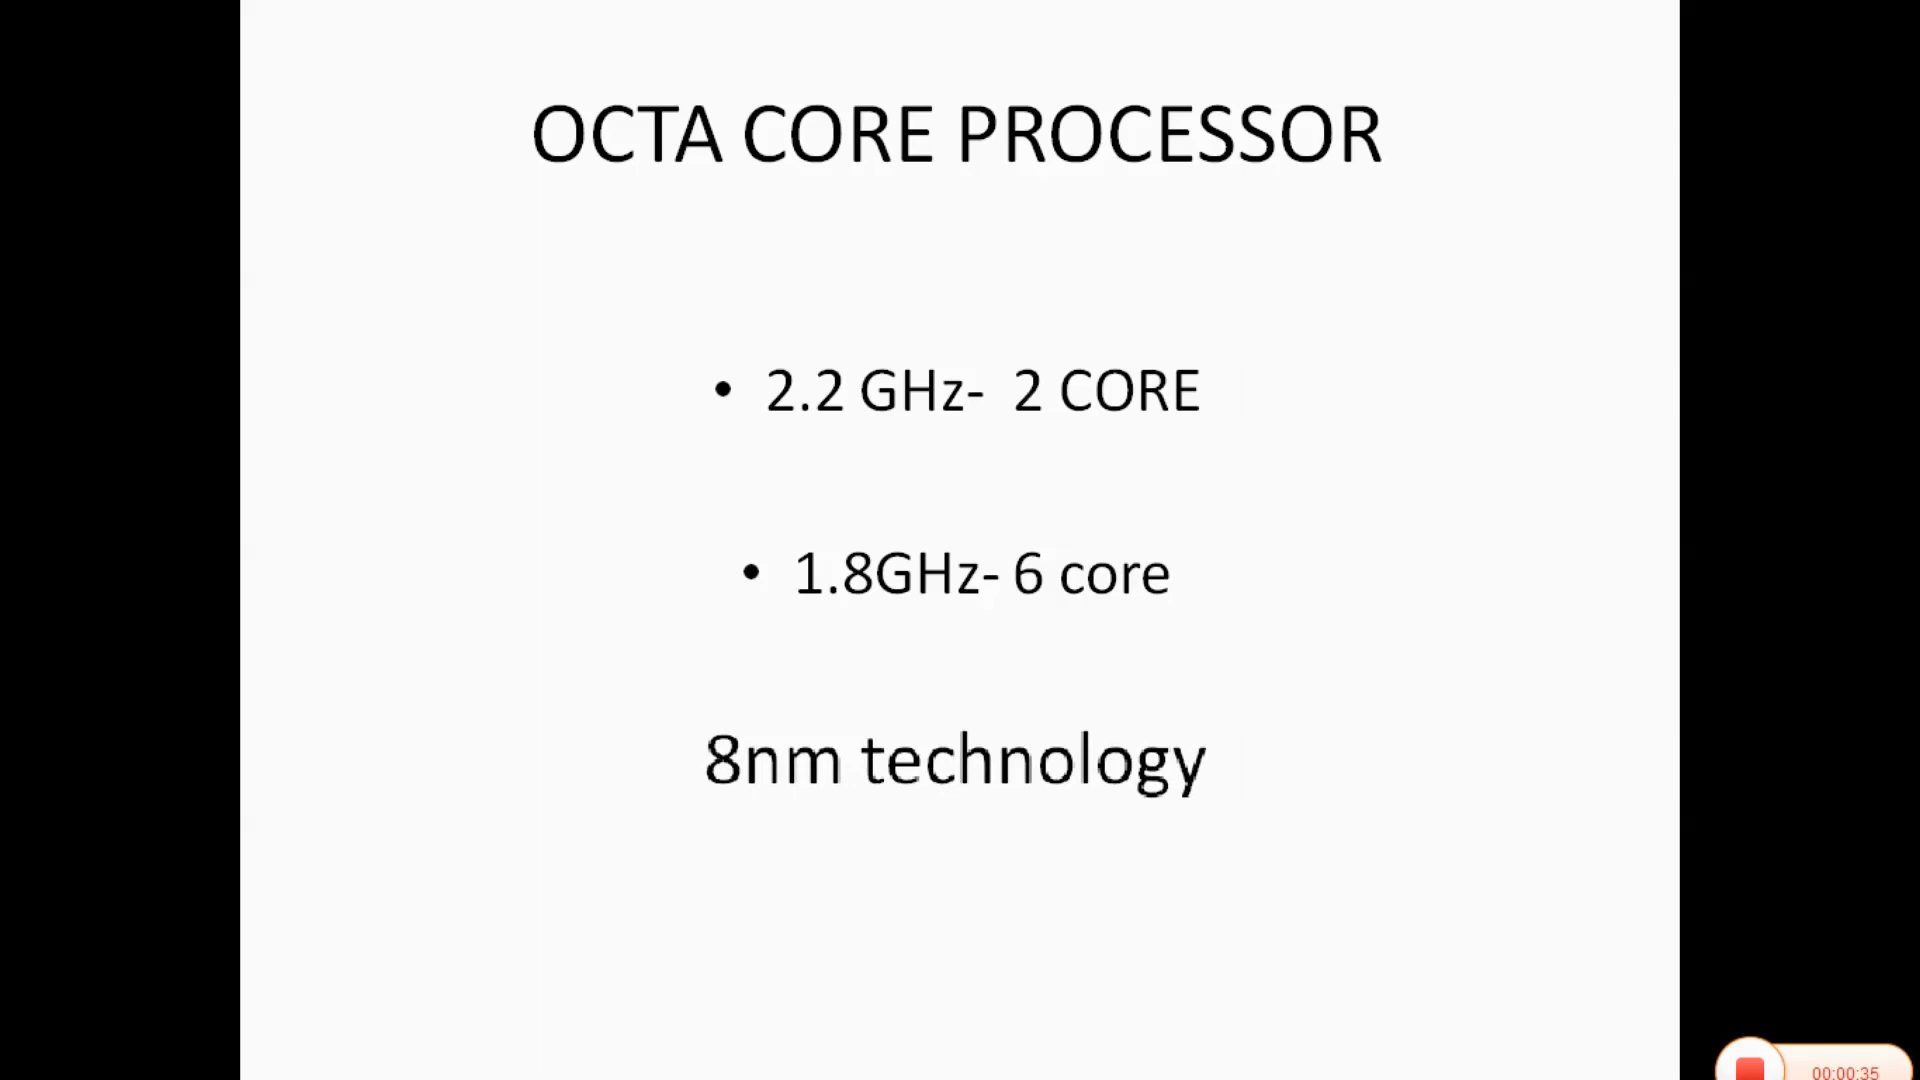 OCTA CORE PROCESSOR
• 2.2 GHz-  2 CORE
• 1.8GHz- 6 core
8nm technology
00:00:35